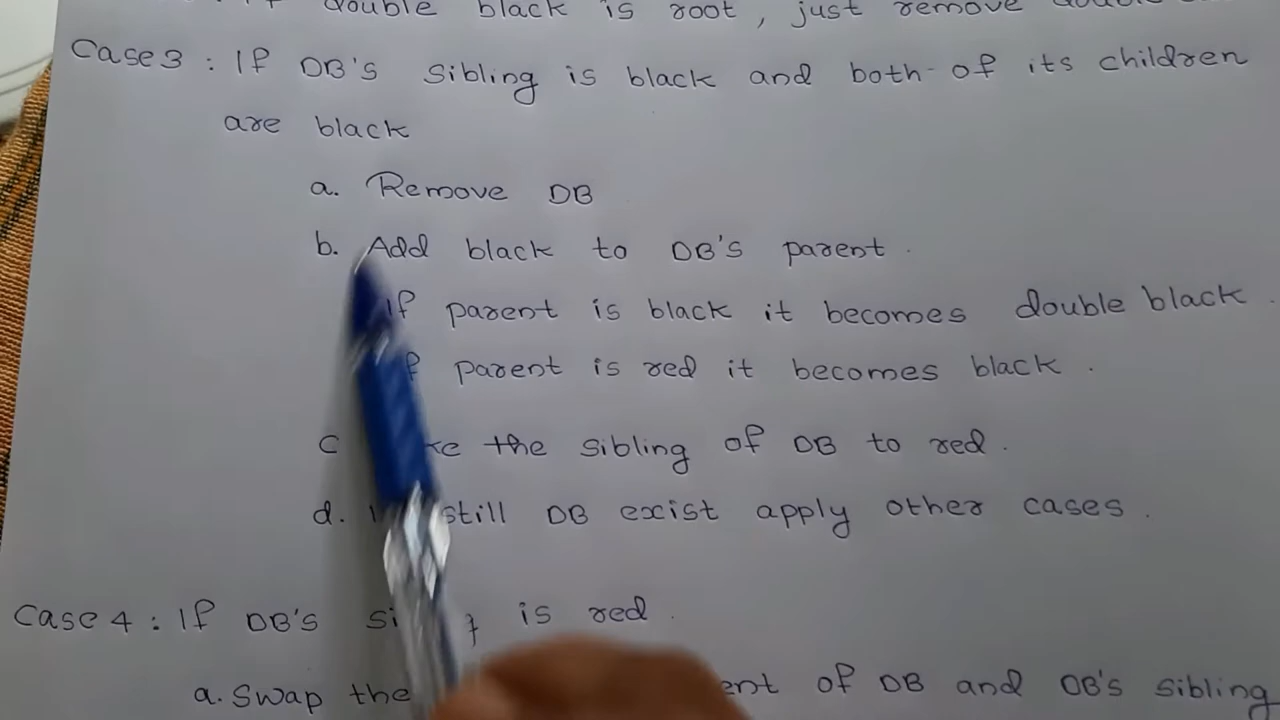 double black is root, just remove
Case 3 : If DB's sibling is black and both of its children
are black
a. Remove DB
b. Add black to DB's parent.
If parent is black it becomes double black.
parent is red it becomes black.
c the sibling of DB to red.
d. still DB exist apply other cases.
Case 4 : If DB's is red.
a. Swap the of DB and DB's sibling